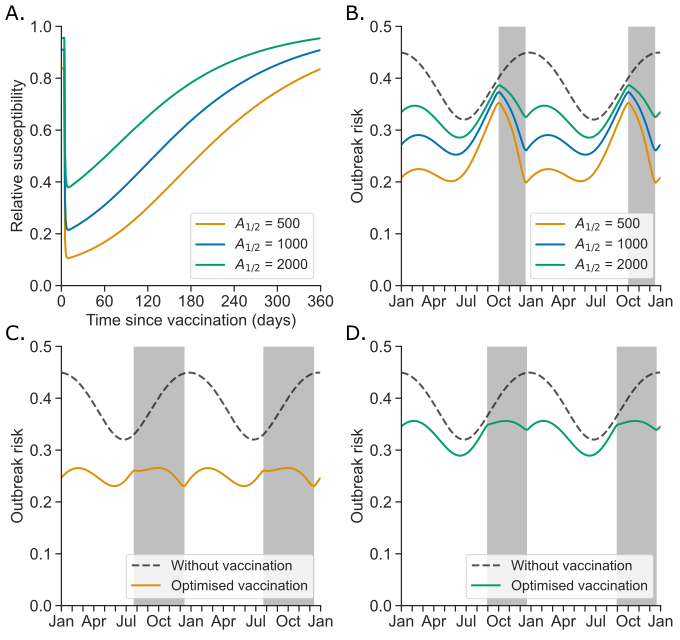 A.
1.0
0.8
0.6
0.4
0.2
0.0
Relative susceptibility
A1/2 = 500
A1/2 = 1000
A1/2 = 2000
0 60 120 180 240 300 360
Time since vaccination (days)
B.
0.5
0.4
0.3
0.2
0.1
0.0
Outbreak risk
A1/2 = 500
A1/2 = 1000
A1/2 = 2000
Jan Apr Jul Oct Jan Apr Jul Oct Jan
C.
0.5
0.4
0.3
0.2
0.1
0.0
Outbreak risk
Without vaccination
Optimised vaccination
Jan Apr Jul Oct Jan Apr Jul Oct Jan
D.
0.5
0.4
0.3
0.2
0.1
0.0
Outbreak risk
Without vaccination
Optimised vaccination
Jan Apr Jul Oct Jan Apr Jul Oct Jan